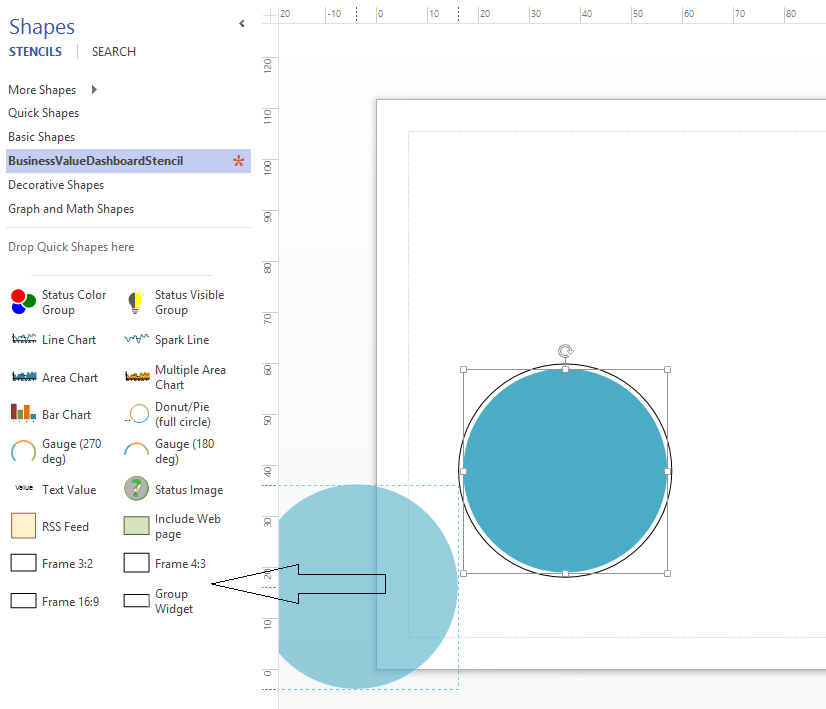 Shapes
STENCILS
SEARCH
More Shapes
Quick Shapes
Basic Shapes
BusinessValueDashboardStencil
Decorative Shapes
Graph and Math Shapes
Drop Quick Shapes here
Status Color
Group
Status Visible
Group
Line Chart
Spark Line
Area Chart
Multiple Area
Chart
Bar Chart
Donut/Pie
(full circle)
Gauge (270
deg)
Gauge (180
deg)
Value
Text Value
?
Status Image
RSS Feed
Include Web
page
Frame 3:2
Frame 4:3
Frame 16:9
Group
Widget
20 -10 0 10 20 30 40 50 60 70 80
120
110
100
90
80
70
60
50
40
30
20
10
0